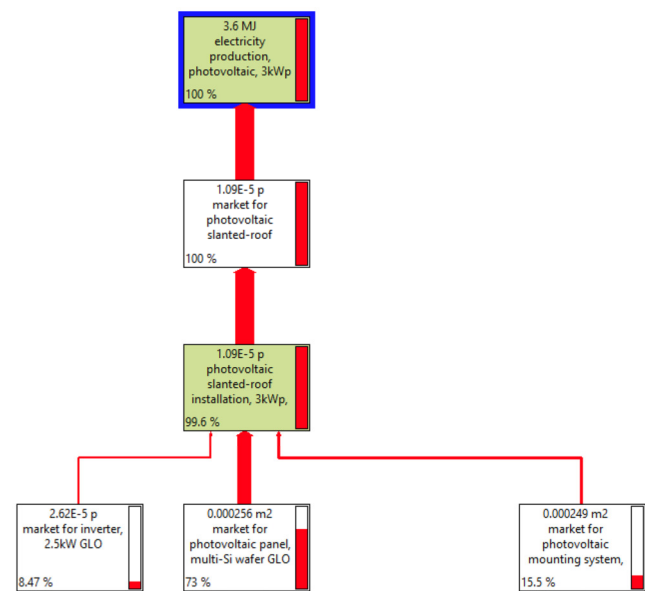 3.6 MJ
electricity
production,
photovoltaic, 3kWp
100 %
1.09E-5 p
market for
photovoltaic
slanted-roof
100 %
1.09E-5 p
photovoltaic
slanted-roof
installation, 3kWp,
99.6 %
2.62E-5 p
market for inverter,
2.5kW GLO
8.47 %
0.000256 m2
market for
photovoltaic panel,
multi-Si wafer GLO
73 %
0.000249 m2
market for
photovoltaic
mounting system,
15.5 %